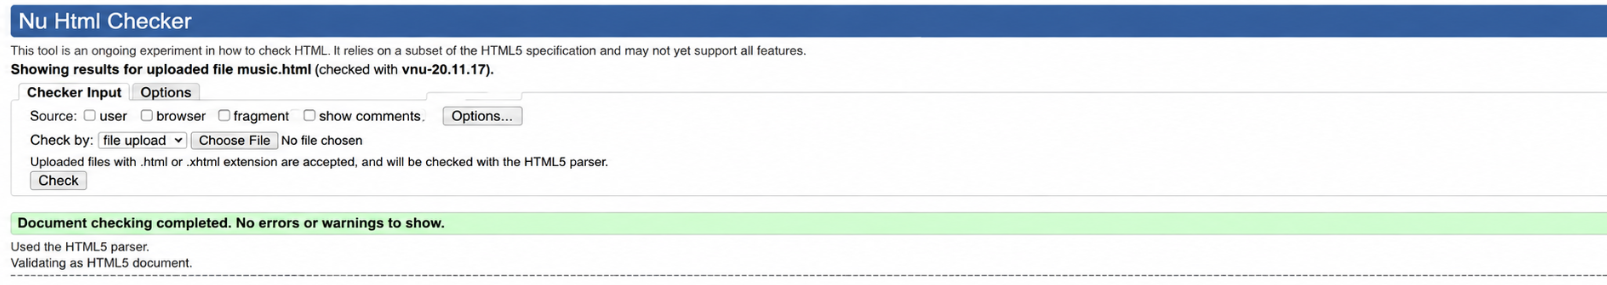 Nu Html Checker
This tool is an ongoing experiment in how to check HTML. It relies on a subset of the HTML5 specification and may not yet support all features.
Showing results for uploaded file music.html (checked with vnu-20.11.17).
Checker Input Options
Source: user browser fragment show comments. Options...
Check by: file upload Choose File No file chosen
Uploaded files with .html or .xhtml extension are accepted, and will be checked with the HTML5 parser.
Check
Document checking completed. No errors or warnings to show.
Used the HTML5 parser.
Validating as HTML5 document.